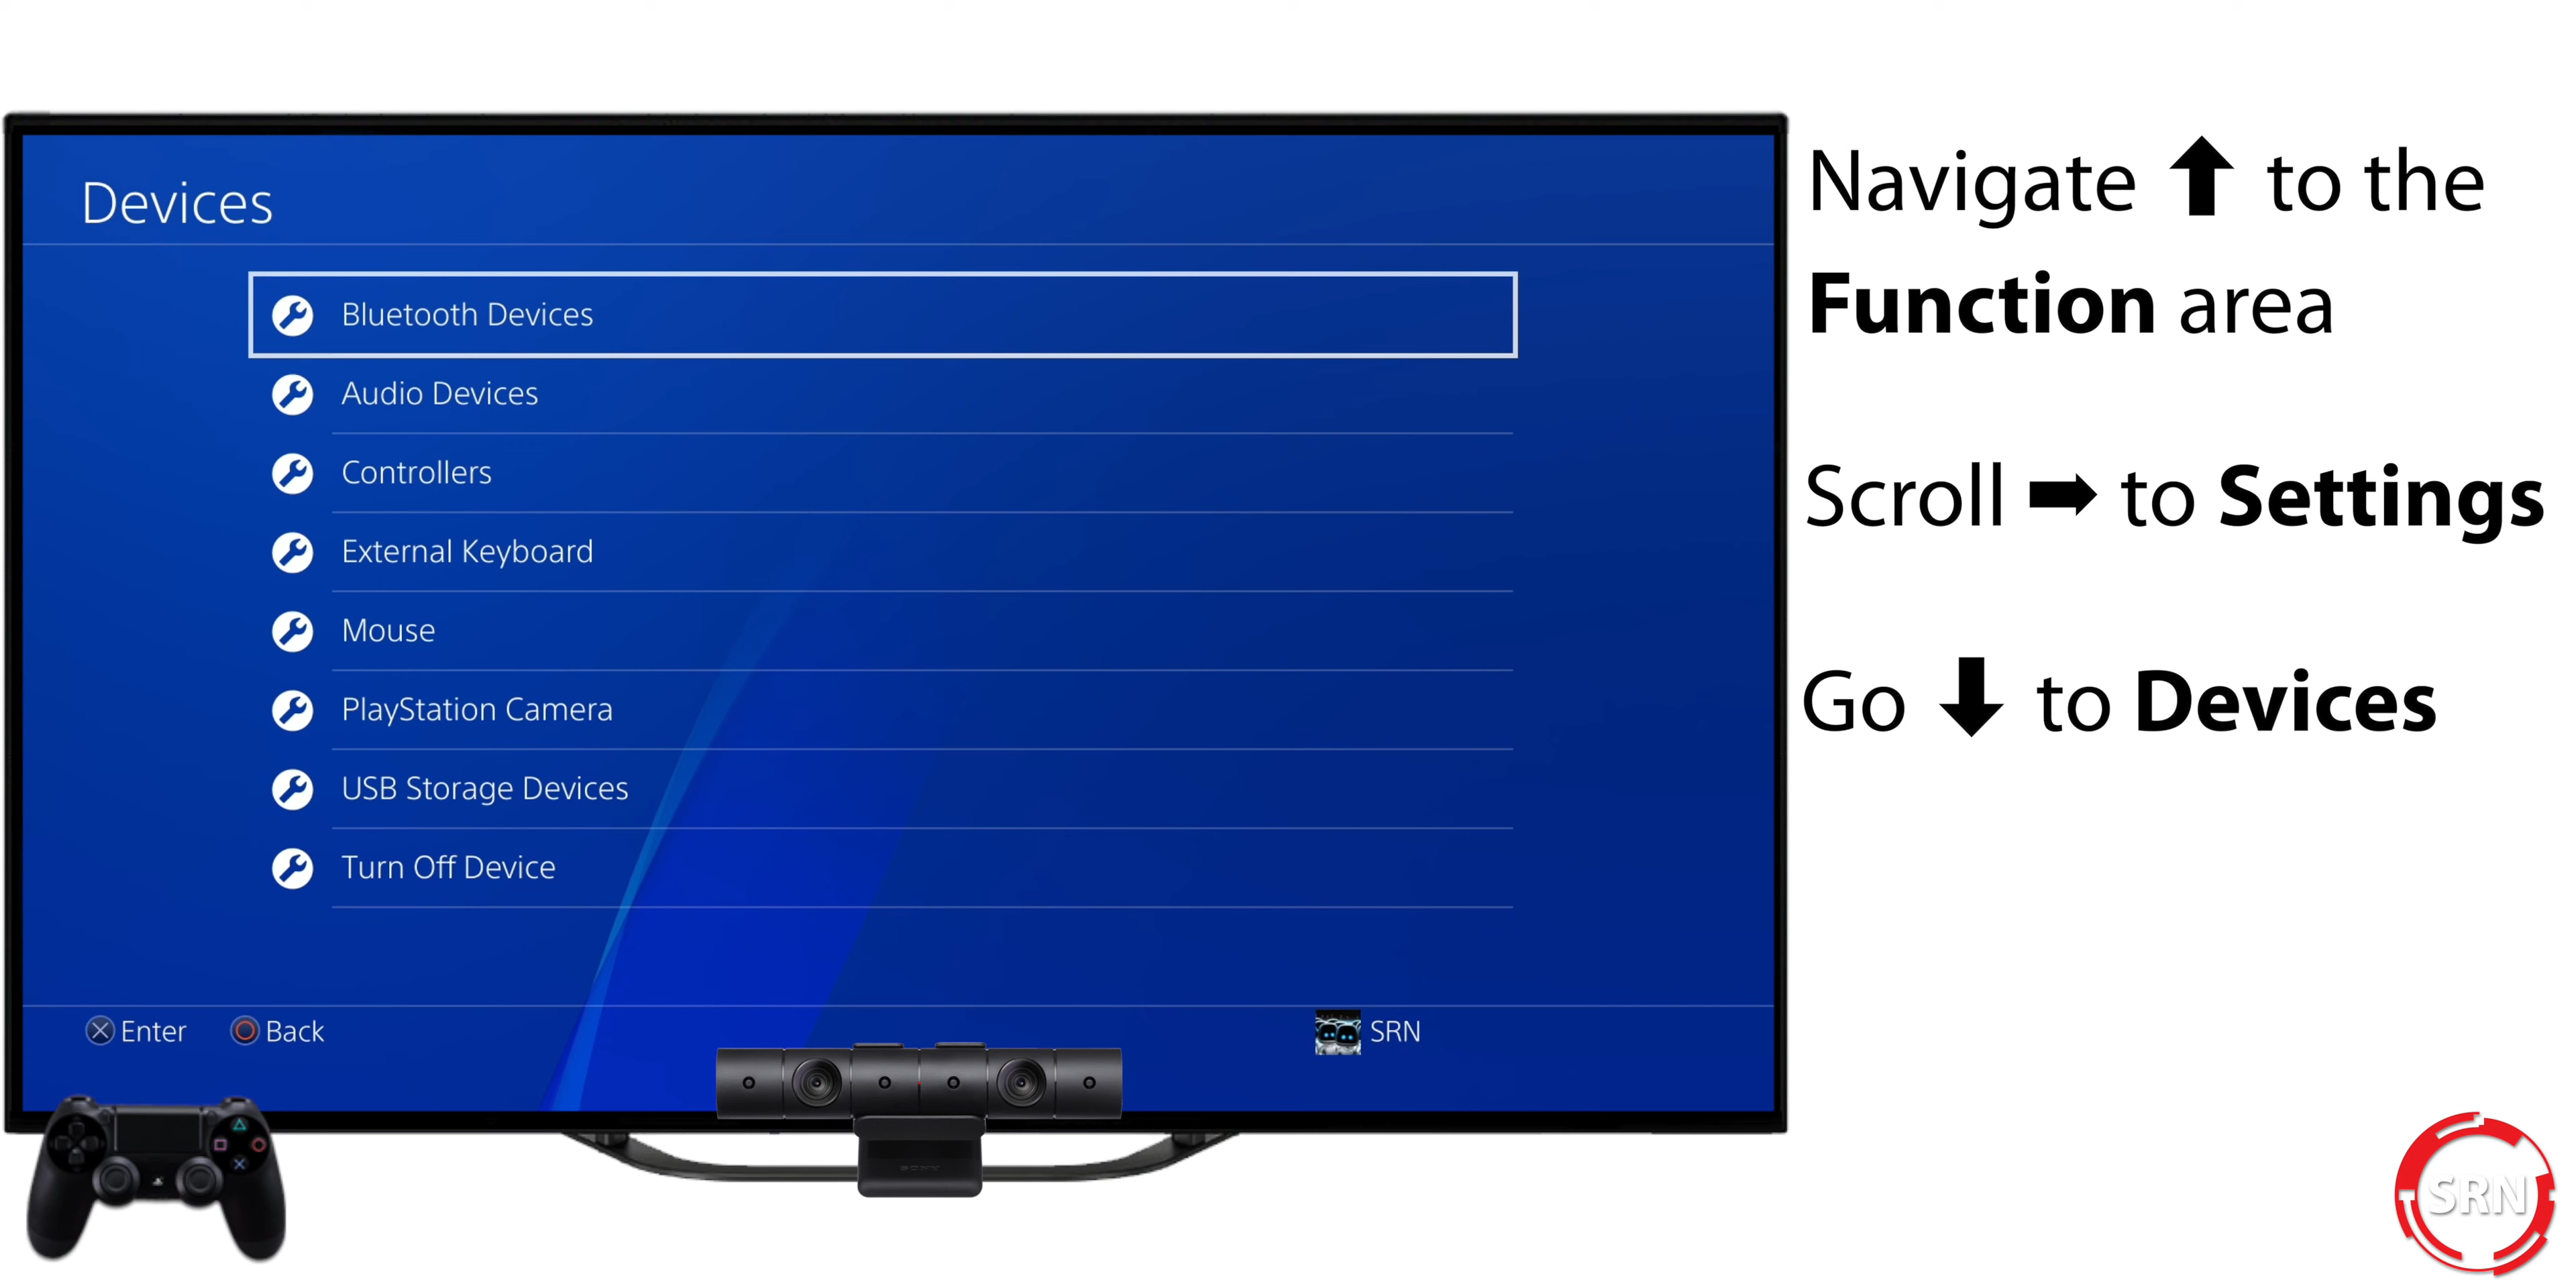 Devices
Bluetooth Devices
Audio Devices
Controllers
External Keyboard
Mouse
PlayStation Camera
USB Storage Devices
Turn Off Device
Enter
Back
SRN
SONY
Navigate ⬆ to the
Function area
Scroll ➡ to Settings
Go ⬇ to Devices
SRN